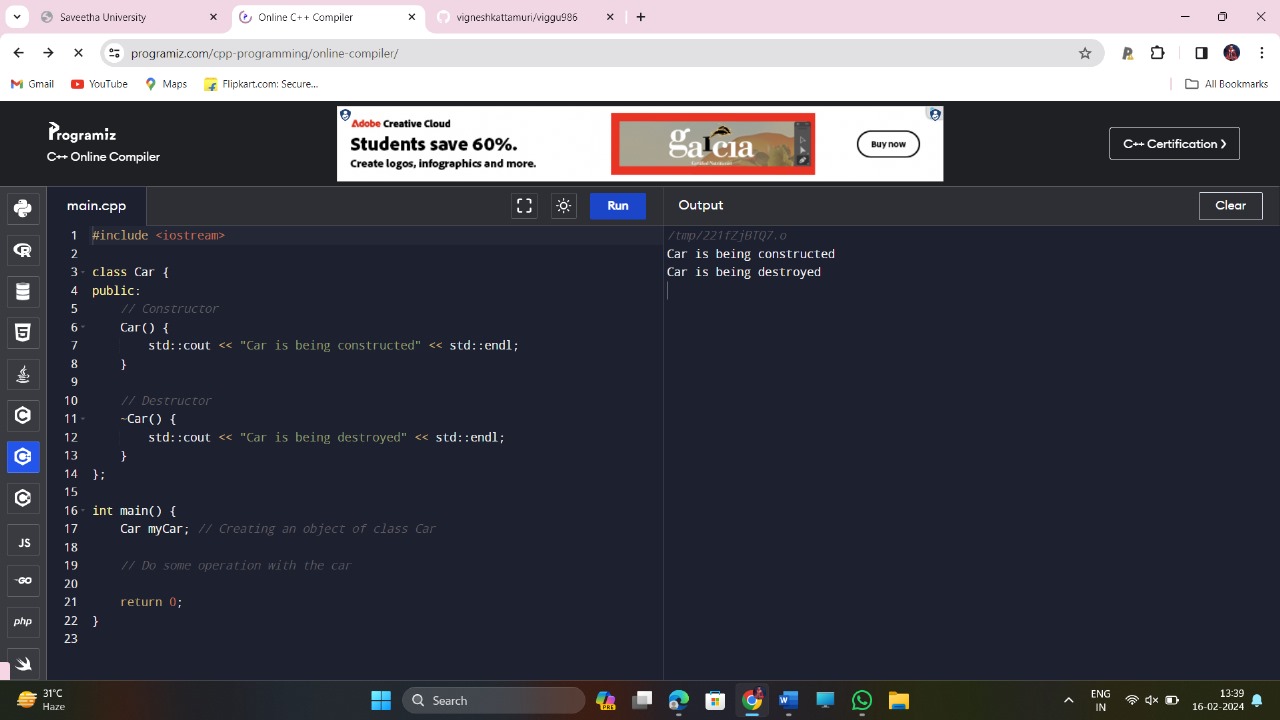 Saveetha University
Online C++ Compiler
vigneshkattamuri/viggu986
programiz.com/cpp-programming/online-compiler/
Gmail
YouTube
Maps
Flipkart.com: Secure...
All Bookmarks
Programiz
C++ Online Compiler
Adobe Creative Cloud
Students save 60%.
Create logos, infographics and more.
garcia
Buy now
C++ Certification
main.cpp
Run
Output
Clear
1 #include <iostream>
2
3 class Car {
4 public:
5     // Constructor
6     Car() {
7         std::cout << "Car is being constructed" << std::endl;
8     }
9
10     // Destructor
11     ~Car() {
12         std::cout << "Car is being destroyed" << std::endl;
13     }
14 };
15
16 int main() {
17     Car myCar; // Creating an object of class Car
18
19     // Do some operation with the car
20
21     return 0;
22 }
23
/tmp/221fZjBTQ7.o
Car is being constructed
Car is being destroyed
JS
GO
php
31°C
Haze
Search
PRE
ENG
IN
13:39
16-02-2024